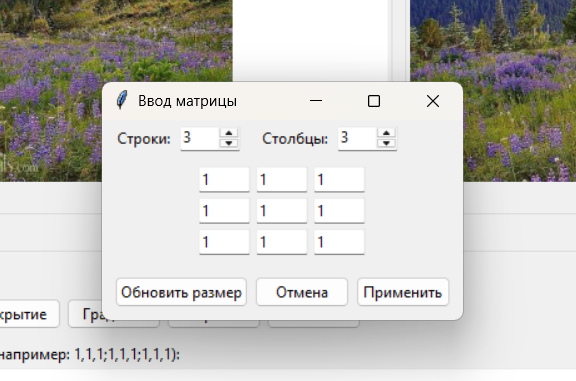 Ввод матрицы
Строки: 3 Столбцы: 3
1 1 1
1 1 1
1 1 1
Обновить размер Отмена Применить
например: 1,1,1;1,1,1;1,1,1):